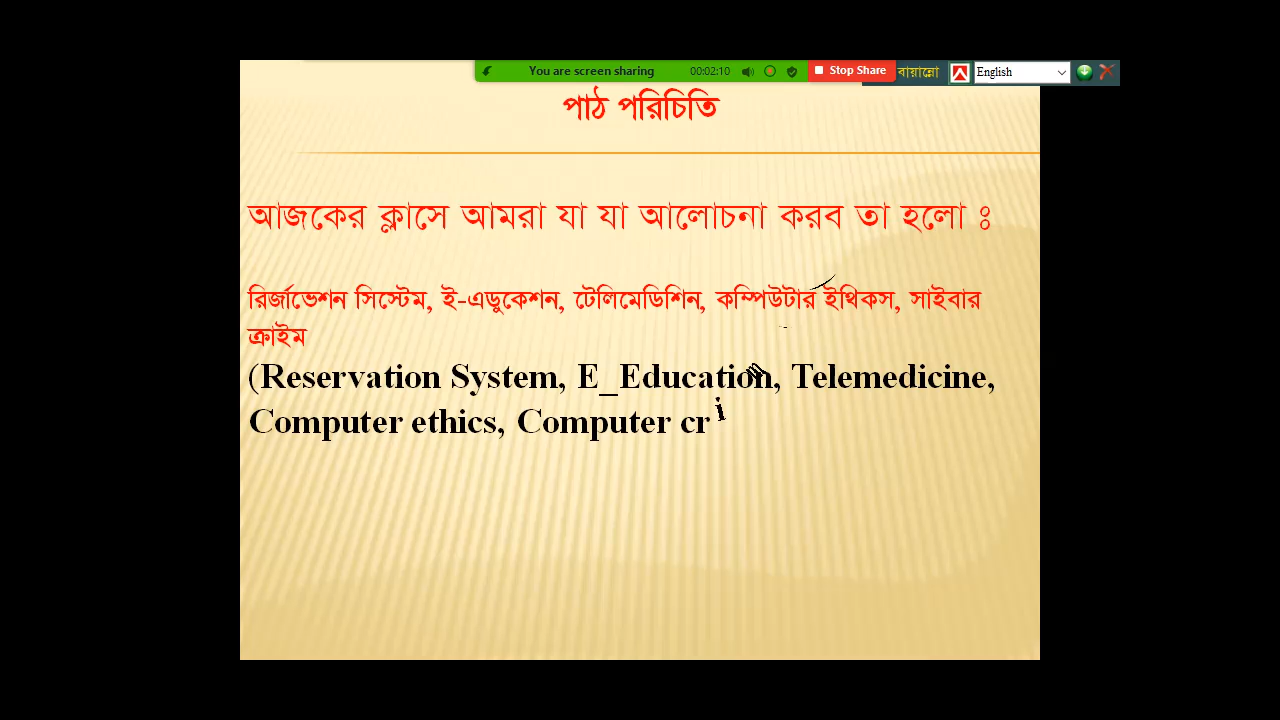 You are screen sharing 00:02:10 Stop Share বায়ান্নো English
পাঠ পরিচিতি
আজকের ক্লাসে আমরা যা যা আলোচনা করব তা হলো ঃ
রির্জাভেশন সিস্টেম, ই-এডুকেশন, টেলিমেডিশিন, কম্পিউটার ইথিকস, সাইবার
ক্রাইম
(Reservation System, E_Education, Telemedicine,
Computer ethics, Computer cri